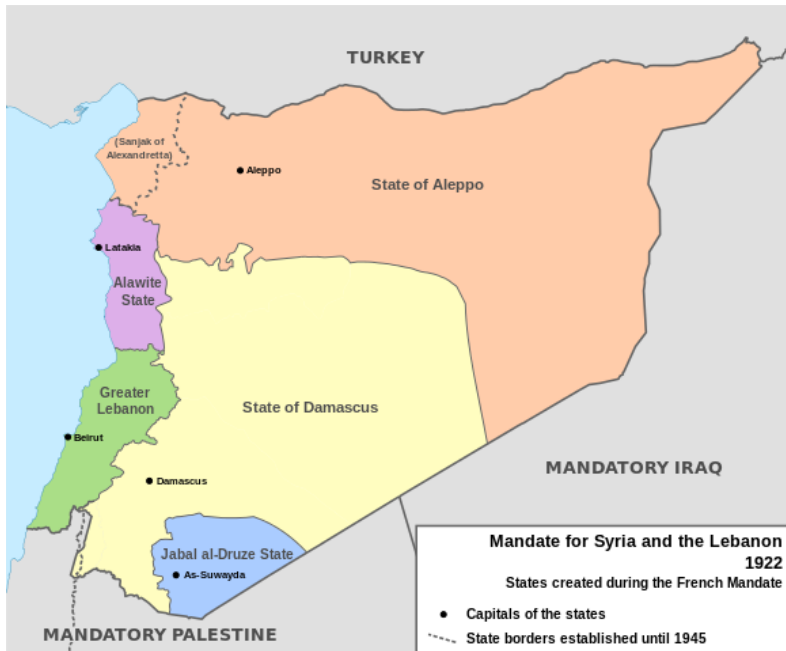 TURKEY
(Sanjak of
Alexandretta)
Aleppo
State of Aleppo
Latakia
Alawite
State
Greater
Lebanon
State of Damascus
Beirut
MANDATORY IRAQ
Damascus
Jabal al-Druze State
As-Suwayda
MANDATORY PALESTINE
Mandate for Syria and the Lebanon
1922
States created during the French Mandate
Capitals of the states
State borders established until 1945